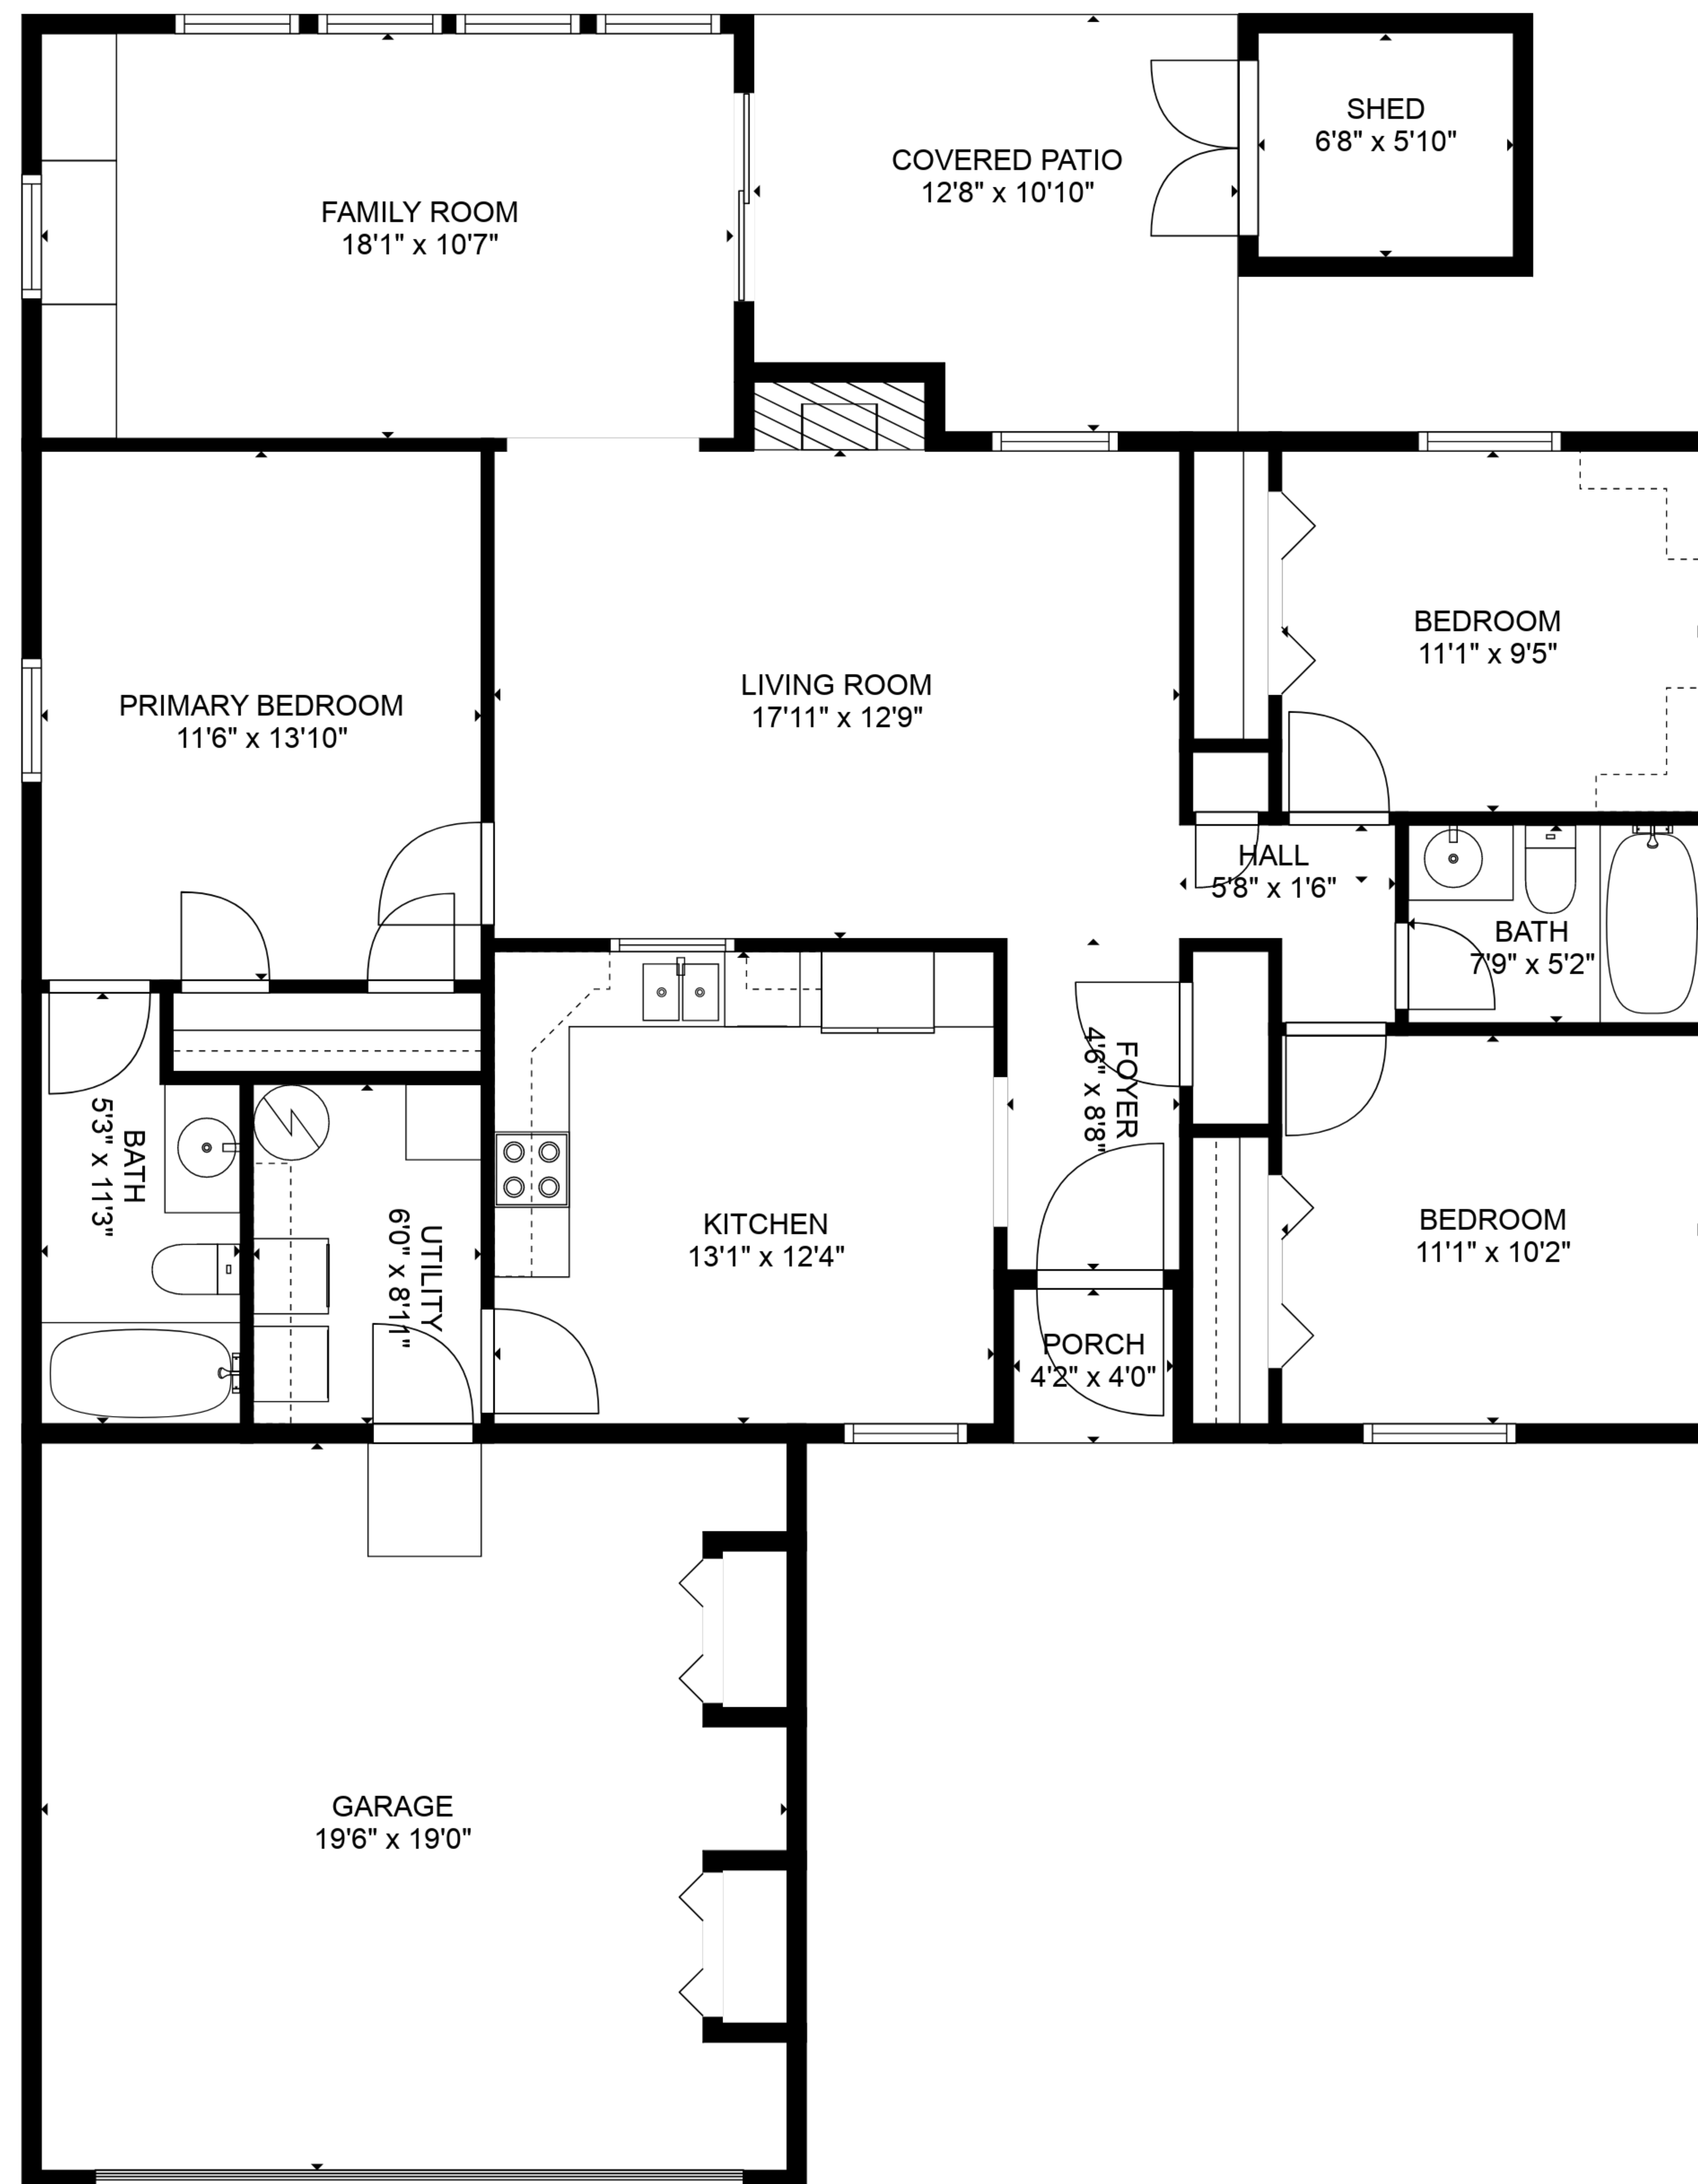 SHED
6'8" x 5'10"
COVERED PATIO
12'8" x 10'10"
FAMILY ROOM
18'1" x 10'7"
BEDROOM
11'1" x 9'5"
LIVING ROOM
17'11" x 12'9"
PRIMARY BEDROOM
11'6" x 13'10"
HALL
5'8" x 1'6"
BATH
7'9" x 5'2"
FOYER
4'6" x 8'8"
BATH
5'3" x 11'3"
UTILITY
6'0" x 8'11"
KITCHEN
13'1" x 12'4"
BEDROOM
11'1" x 10'2"
PORCH
4'2" x 4'0"
GARAGE
19'6" x 19'0"